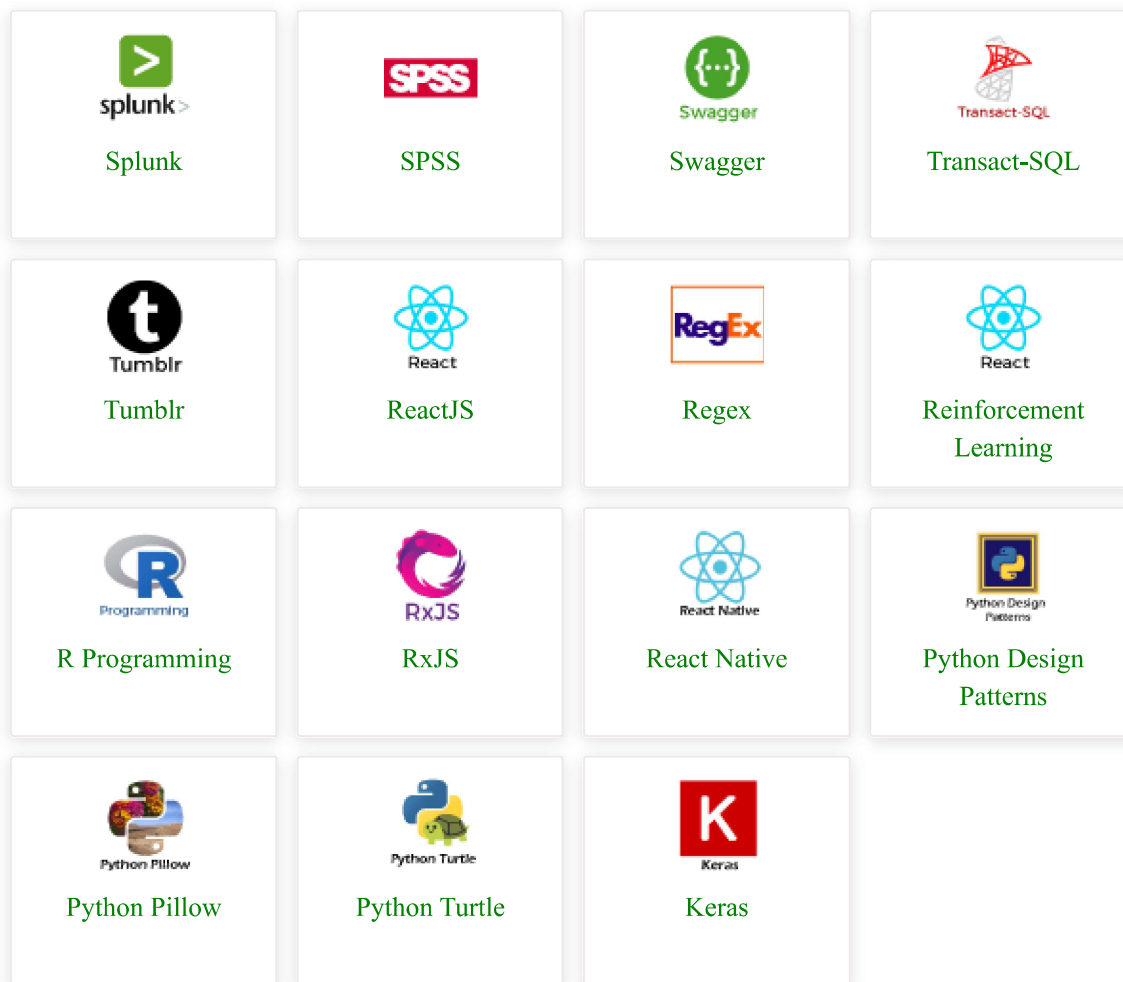 splunk>
Splunk
SPSS
SPSS
{···}
Swagger
Swagger
Transact-SQL
Transact-SQL
t
Tumblr
Tumblr
React
ReactJS
RegEx
Regex
React
Reinforcement
Learning
R
Programming
R Programming
RxJS
RxJS
React Native
React Native
Python Design
Patterns
Python Design
Patterns
Python Pillow
Python Pillow
Python Turtle
Python Turtle
K
Keras
Keras